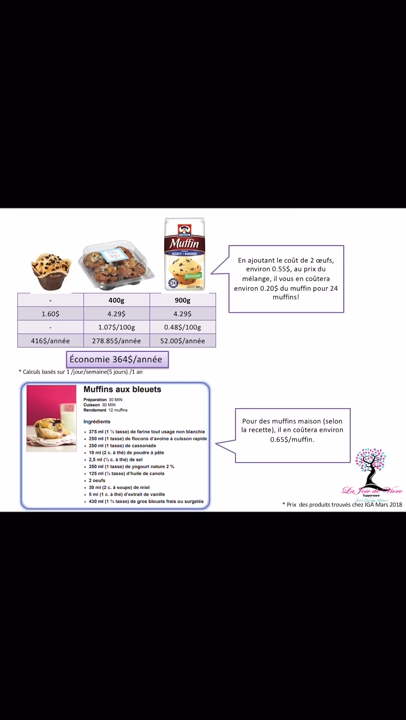 Muffin
En ajoutant le coût de 2 œufs,
environ 0.55$, au prix du
mélange, il vous en coûtera
environ 0.20$ du muffin pour 24
muffins!
- 400g 900g
1.60$ 4.29$ 4.29$
- 1.07$/100g 0.48$/100g
416$/année 278.85$/année 52.00$/année
Économie 364$/année
* Calculs basés sur 1 /jour/semaine(5 jours) /1 an
Muffins aux bleuets
Préparation 30 MIN
Cuisson 30 MIN
Rendement 12 muffins
Ingrédients
• 375 ml (1 ½ tasse) de farine tout usage non blanchie
• 250 ml (1 tasse) de flocons d'avoine à cuisson rapide
• 250 ml (1 tasse) de cassonade
• 10 ml (2 c. à thé) de poudre à pâte
• 2,5 ml (½ c. à thé) de sel
• 250 ml (1 tasse) de yogourt nature 2 %
• 125 ml (½ tasse) d'huile de canola
• 2 oeufs
• 30 ml (2 c. à soupe) de miel
• 5 ml (1 c. à thé) d'extrait de vanille
• 430 ml (1 ¾ tasse) de gros bleuets frais ou surgelés
Pour des muffins maison (selon
la recette), il en coûtera environ
0.65$/muffin.
La Joie de Vivre
* Prix des produits trouvés chez IGA Mars 2018